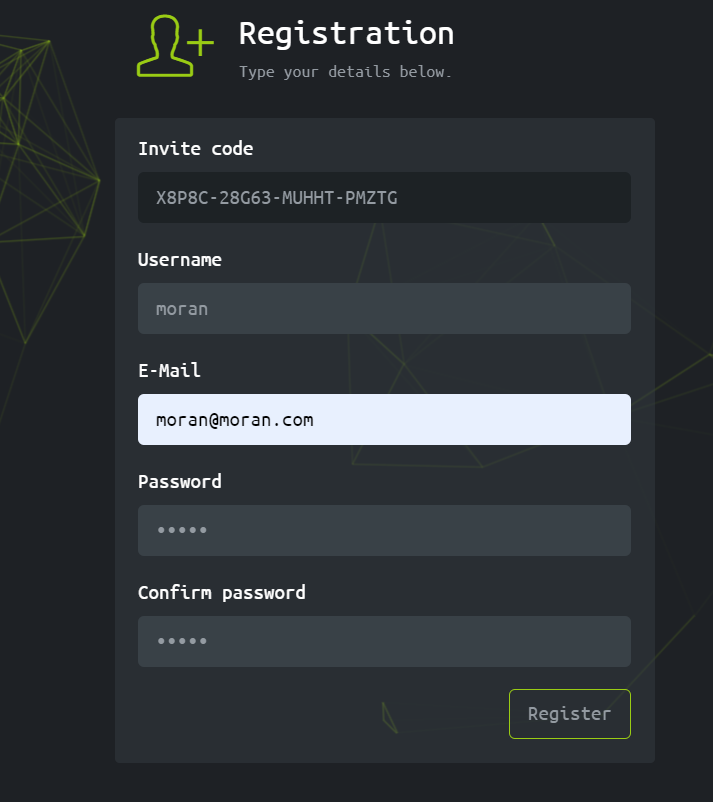 Registration
Type your details below.
Invite code
X8P8C-28G63-MUHHT-PMZTG
Username
moran
E-Mail
moran@moran.com
Password
•••••
Confirm password
•••••
Register